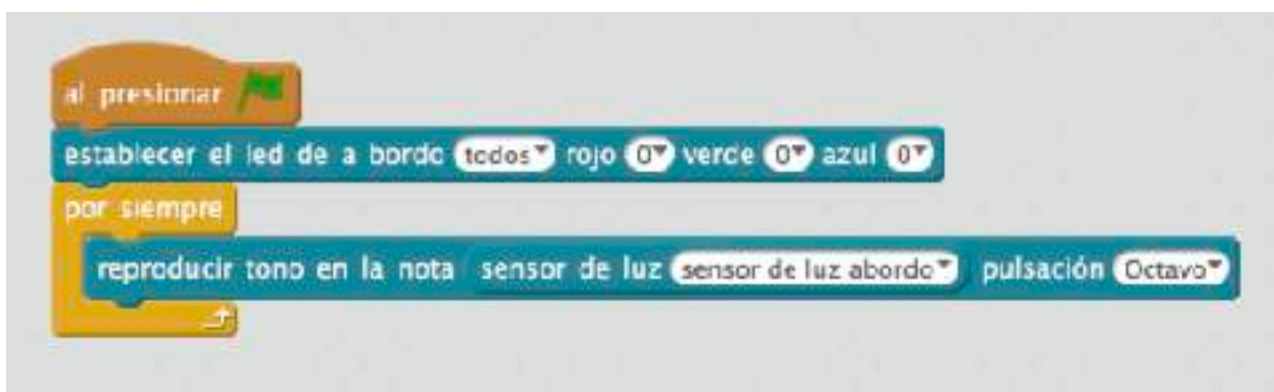 al presionar
establecer el led de a bordo todos rojo 0 verde 0 azul 0
por siempre
reproducir tono en la nota sensor de luz sensor de luz abordo pulsación Octavo